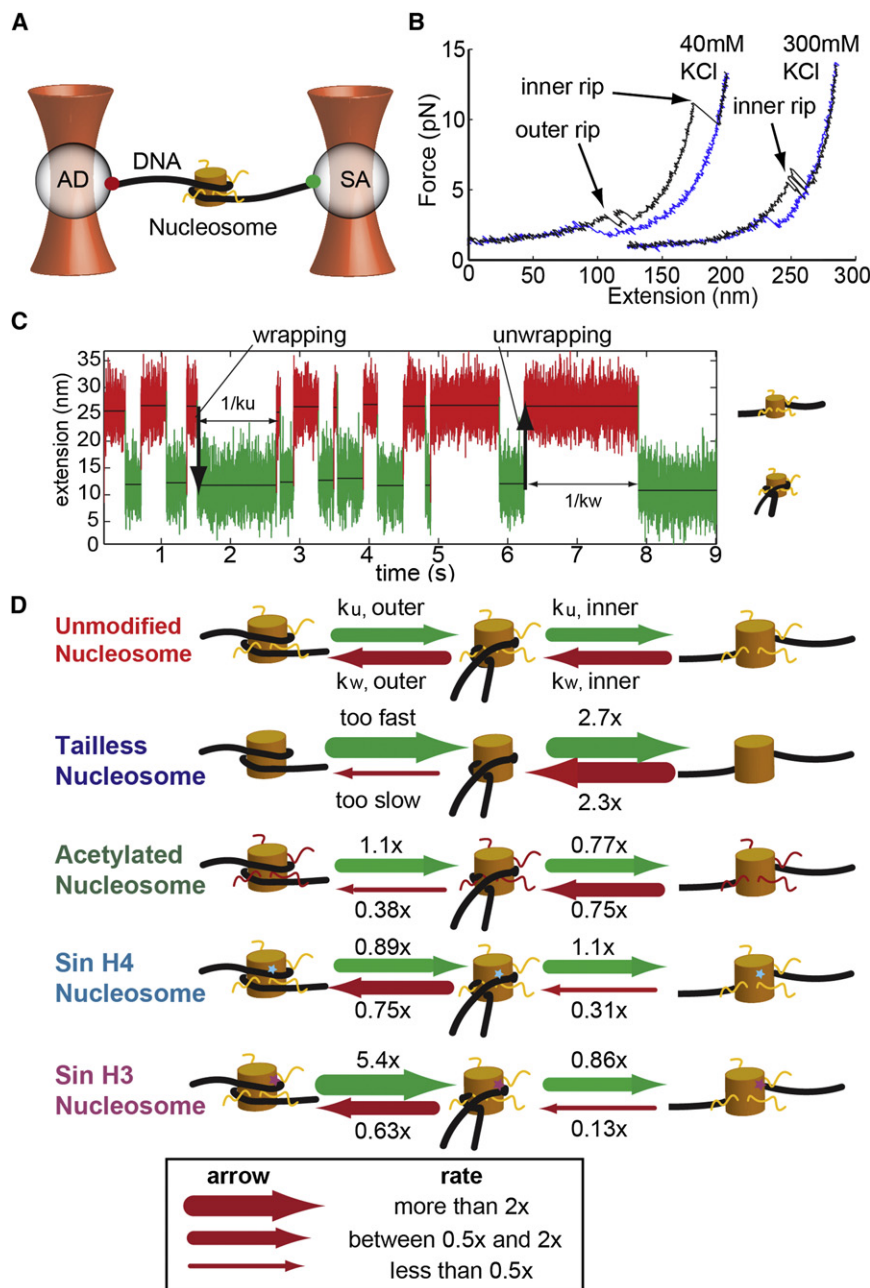 A
AD
DNA
Nucleosome
SA
B
Force (pN)
15
10
5
0
0 50 100 150 200 250 300
Extension (nm)
outer rip
inner rip
40mM
KCl
300mM
KCl
inner rip
C
wrapping
unwrapping
extension (nm)
35
30
25
20
15
10
5
0
1/ku
1/kw
1 2 3 4 5 6 7 8 9
time (s)
D
Unmodified
Nucleosome
ku, outer
kw, outer
ku, inner
kw, inner
Tailless
Nucleosome
too fast
too slow
2.7x
2.3x
Acetylated
Nucleosome
1.1x
0.38x
0.77x
0.75x
Sin H4
Nucleosome
0.89x
0.75x
1.1x
0.31x
Sin H3
Nucleosome
5.4x
0.63x
0.86x
0.13x
arrow rate
more than 2x
between 0.5x and 2x
less than 0.5x